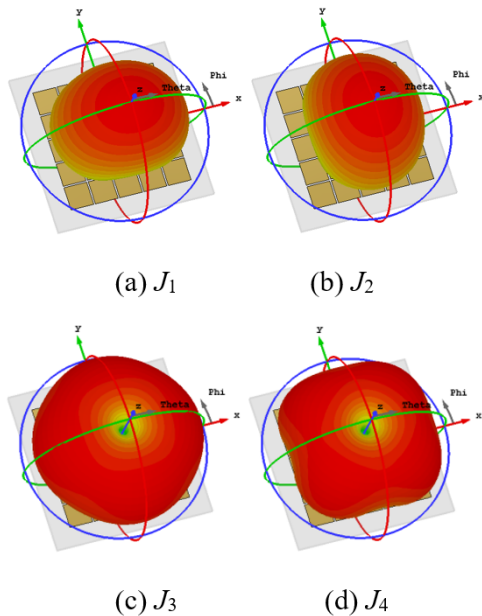 y y
Phi Phi
z Theta x z Theta x
(a) J₁ (b) J₂
y y
Phi Phi
z Theta x z Theta x
(c) J₃ (d) J₄